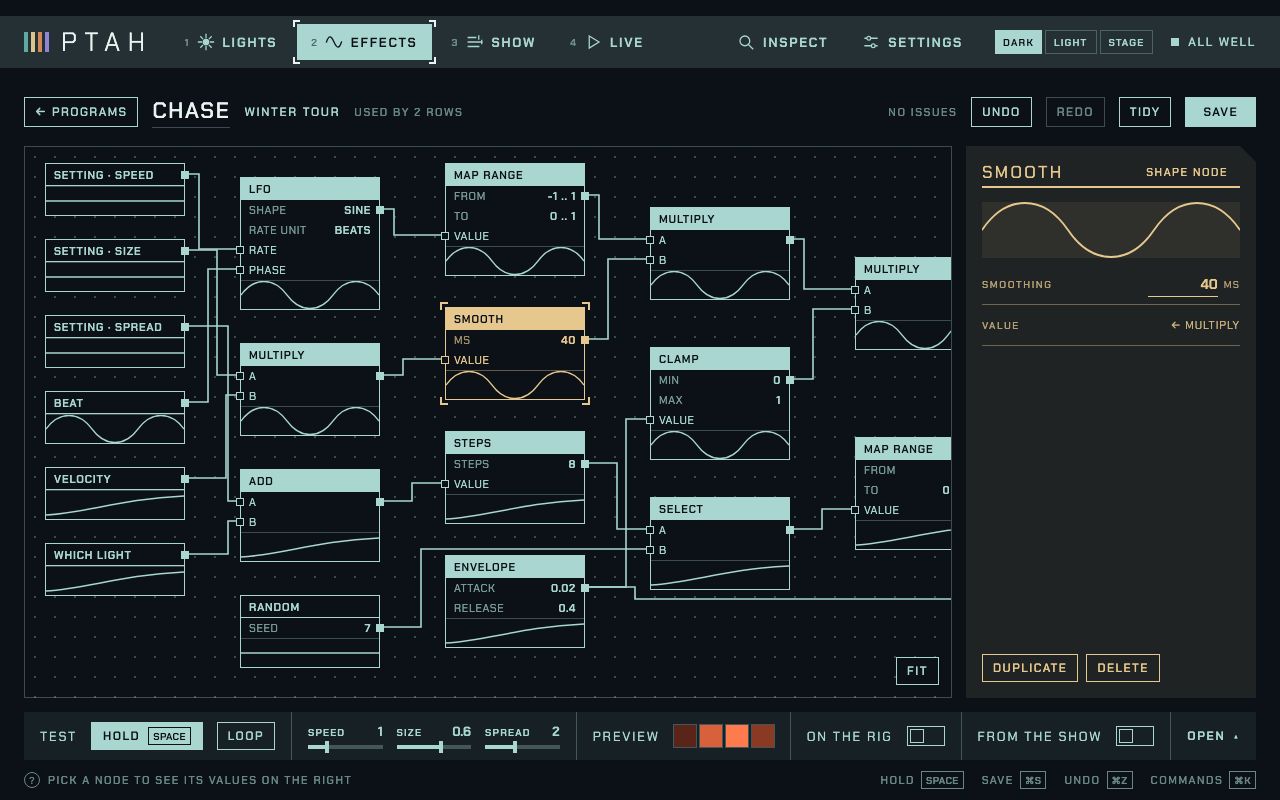 PTAH
1 LIGHTS
2 EFFECTS
3 SHOW
4 LIVE
INSPECT
SETTINGS
DARK LIGHT STAGE
ALL WELL
← PROGRAMS
CHASE
WINTER TOUR
USED BY 2 ROWS
NO ISSUES
UNDO
REDO
TIDY
SAVE
SETTING · SPEED
SETTING · SIZE
SETTING · SPREAD
BEAT
VELOCITY
WHICH LIGHT
LFO
SHAPE SINE
RATE UNIT BEATS
RATE
PHASE
MULTIPLY
A
B
ADD
A
B
RANDOM
SEED 7
MAP RANGE
FROM -1 .. 1
TO 0 .. 1
VALUE
SMOOTH
MS 40
VALUE
STEPS
STEPS 8
VALUE
ENVELOPE
ATTACK 0.02
RELEASE 0.4
MULTIPLY
A
B
CLAMP
MIN 0
MAX 1
VALUE
SELECT
A
B
MULTIPLY
A
B
MAP RANGE
FROM
TO 0
VALUE
FIT
SMOOTH
SHAPE NODE
SMOOTHING 40 MS
VALUE ← MULTIPLY
DUPLICATE
DELETE
TEST
HOLD SPACE
LOOP
SPEED 1
SIZE 0.6
SPREAD 2
PREVIEW
ON THE RIG
FROM THE SHOW
OPEN ▴
? PICK A NODE TO SEE ITS VALUES ON THE RIGHT
HOLD SPACE
SAVE ⌘S
UNDO ⌘Z
COMMANDS ⌘K